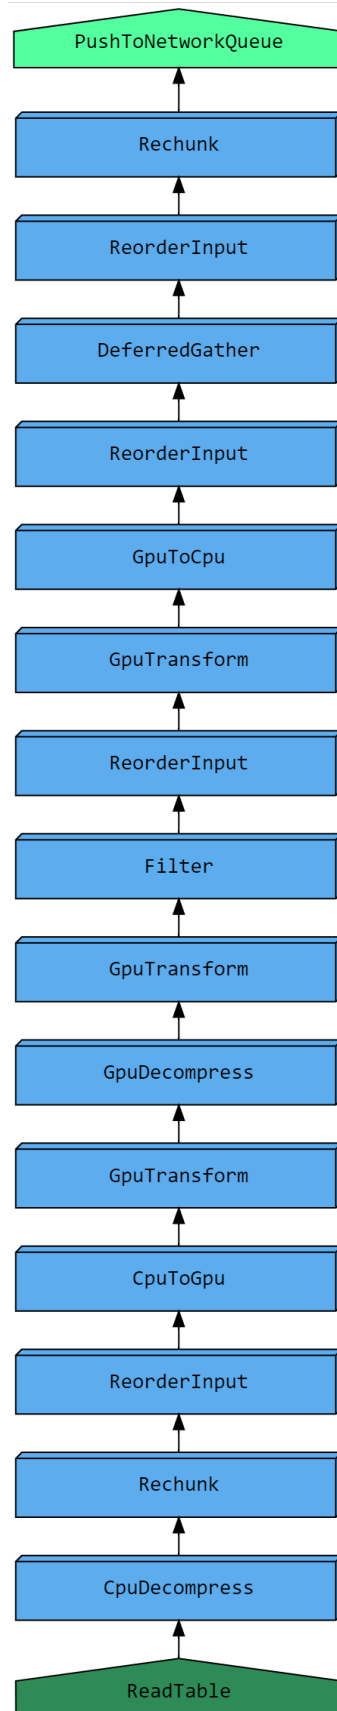 PushToNetworkQueue
Rechunk
ReorderInput
DeferredGather
ReorderInput
GpuToCpu
GpuTransform
ReorderInput
Filter
GpuTransform
GpuDecompress
GpuTransform
CpuToGpu
ReorderInput
Rechunk
CpuDecompress
ReadTable